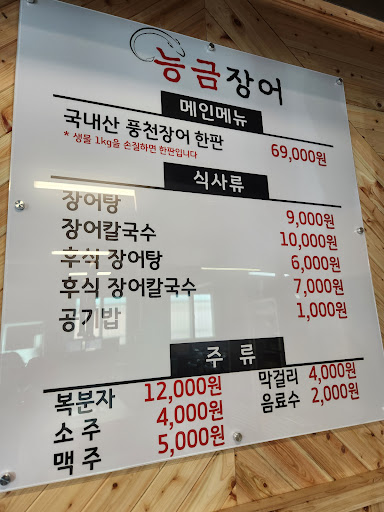 능금장어
메인메뉴
국내산 풍천장어 한판 69,000원
* 생물 1kg을 손질하면 한판입니다
식사류
장어탕 9,000원
장어칼국수 10,000원
후식 장어탕 6,000원
후식 장어칼국수 7,000원
공기밥 1,000원
주 류
복분자 12,000원 막걸리 4,000원
소 주 4,000원 음료수 2,000원
맥 주 5,000원